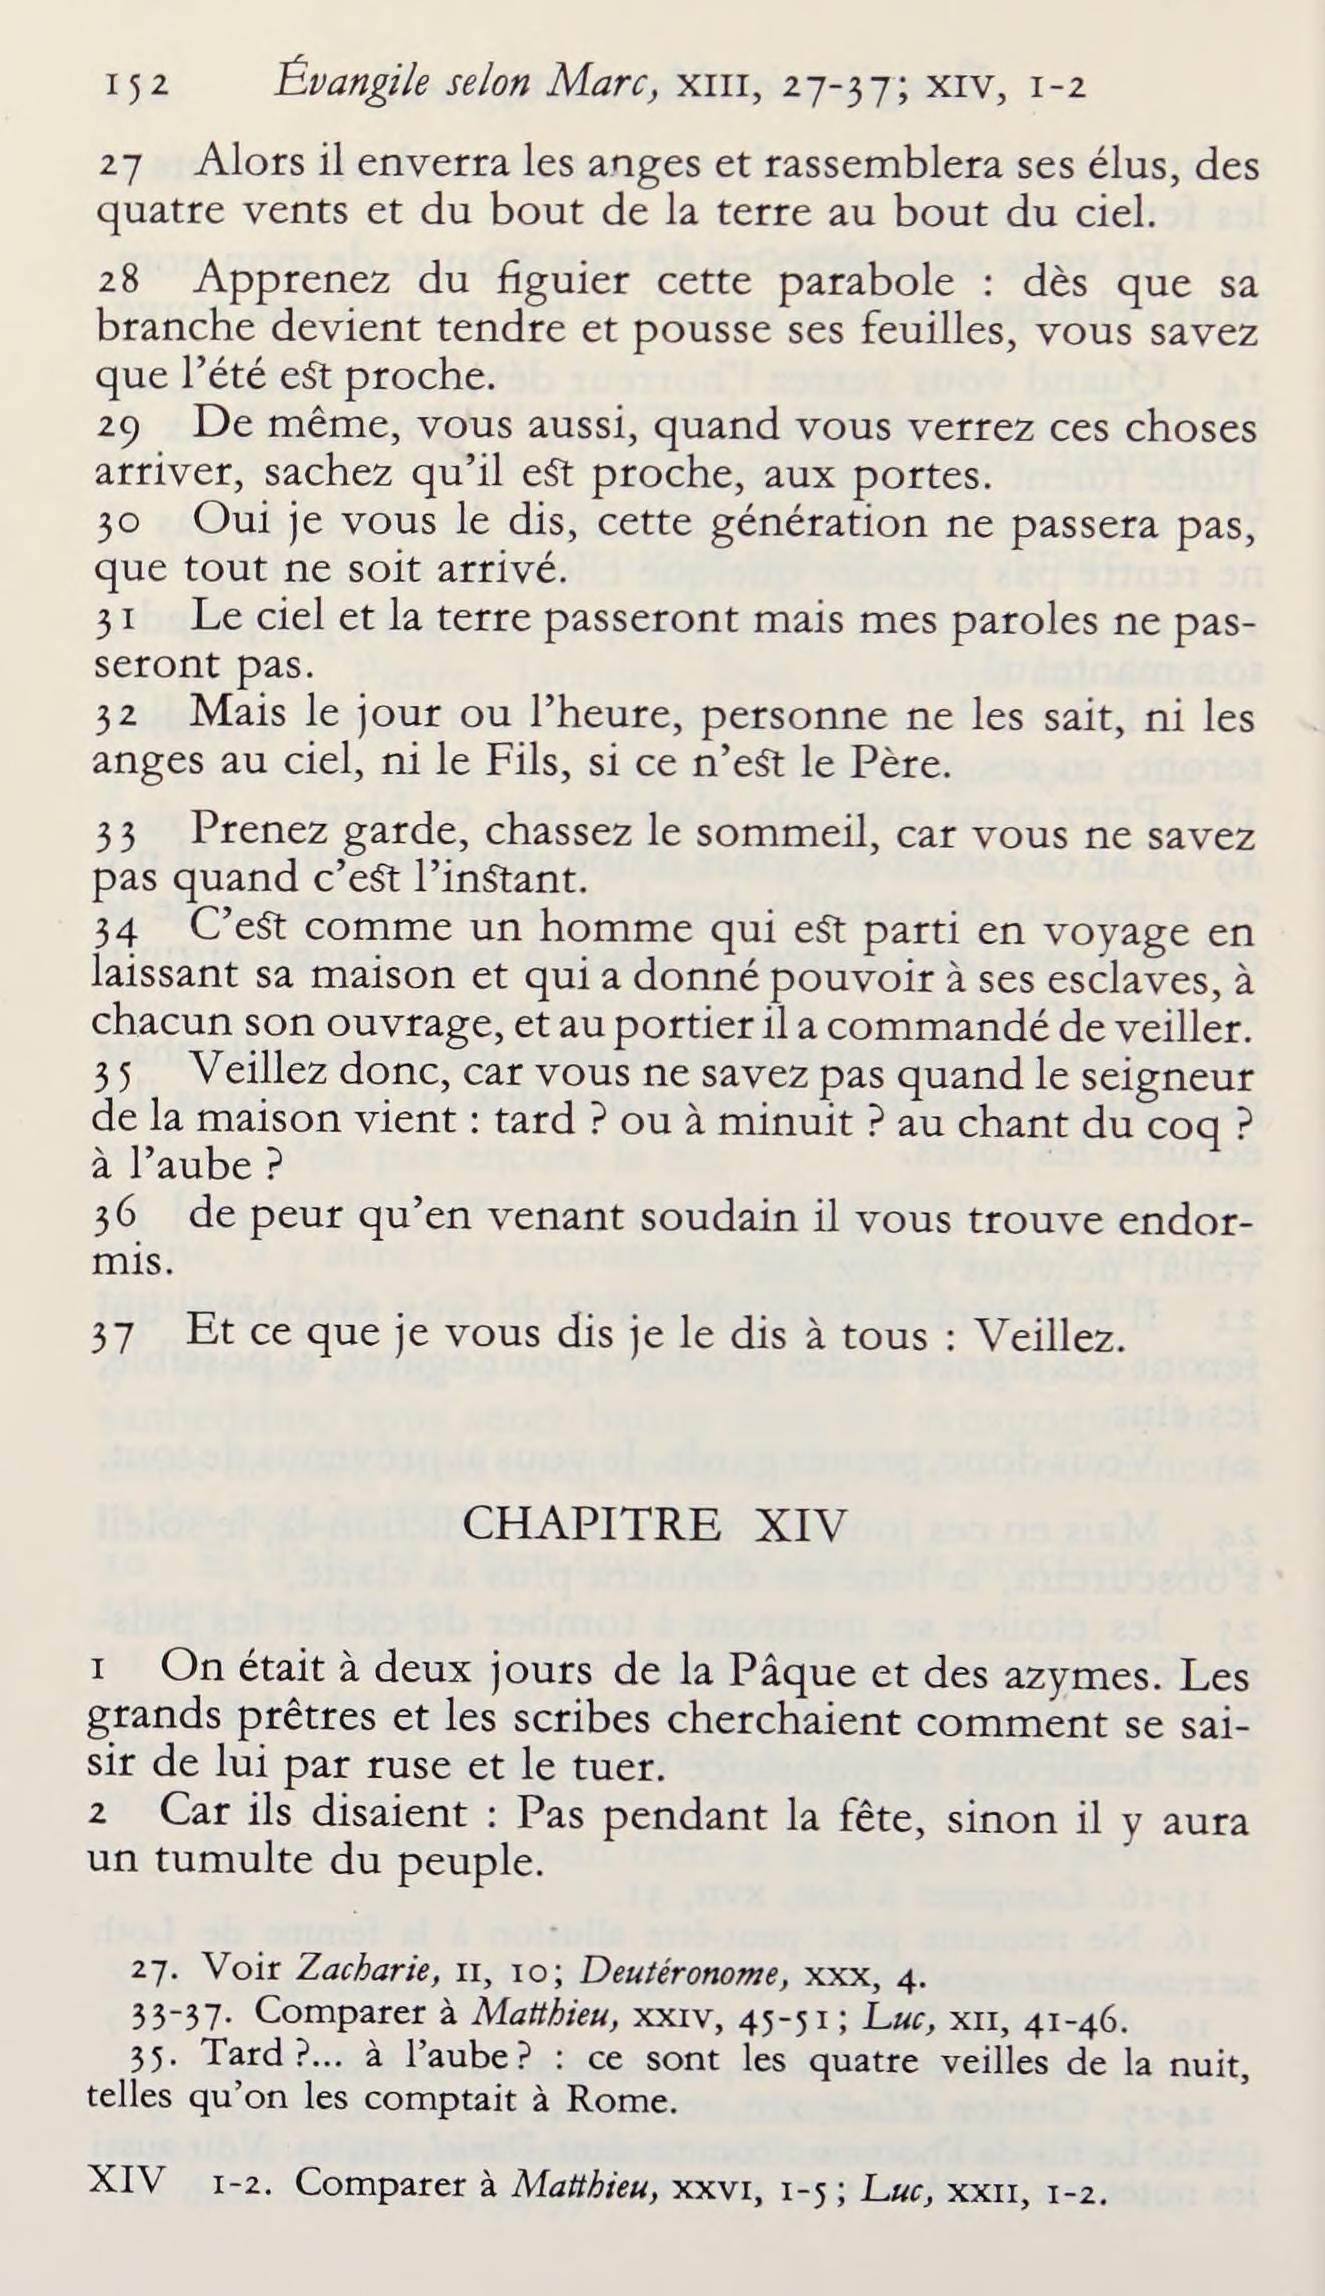 152 Évangile selon Marc, XIII, 27-37; XIV, 1-2
27 Alors il enverra les anges et rassemblera ses élus, des
quatre vents et du bout de la terre au bout du ciel.
28 Apprenez du figuier cette parabole : dès que sa
branche devient tendre et pousse ses feuilles, vous savez
que l’été est proche.
29 De même, vous aussi, quand vous verrez ces choses
arriver, sachez qu’il est proche, aux portes.
30 Oui je vous le dis, cette génération ne passera pas,
que tout ne soit arrivé.
31 Le ciel et la terre passeront mais mes paroles ne pas-
seront pas.
32 Mais le jour ou l’heure, personne ne les sait, ni les
anges au ciel, ni le Fils, si ce n’est le Père.
33 Prenez garde, chassez le sommeil, car vous ne savez
pas quand c’est l’instant.
34 C’est comme un homme qui est parti en voyage en
laissant sa maison et qui a donné pouvoir à ses esclaves, à
chacun son ouvrage, et au portier il a commandé de veiller.
35 Veillez donc, car vous ne savez pas quand le seigneur
de la maison vient : tard ? ou à minuit ? au chant du coq ?
à l’aube ?
36 de peur qu’en venant soudain il vous trouve endor-
mis.
37 Et ce que je vous dis je le dis à tous : Veillez.
CHAPITRE XIV
1 On était à deux jours de la Pâque et des azymes. Les
grands prêtres et les scribes cherchaient comment se sai-
sir de lui par ruse et le tuer.
2 Car ils disaient : Pas pendant la fête, sinon il y aura
un tumulte du peuple.
27. Voir Zacharie, II, 10; Deutéronome, XXX, 4.
33-37. Comparer à Matthieu, XXIV, 45-51; Luc, XII, 41-46.
35. Tard ?... à l’aube ? : ce sont les quatre veilles de la nuit,
telles qu’on les comptait à Rome.
XIV 1-2. Comparer à Matthieu, XXVI, 1-5; Luc, XXII, 1-2.